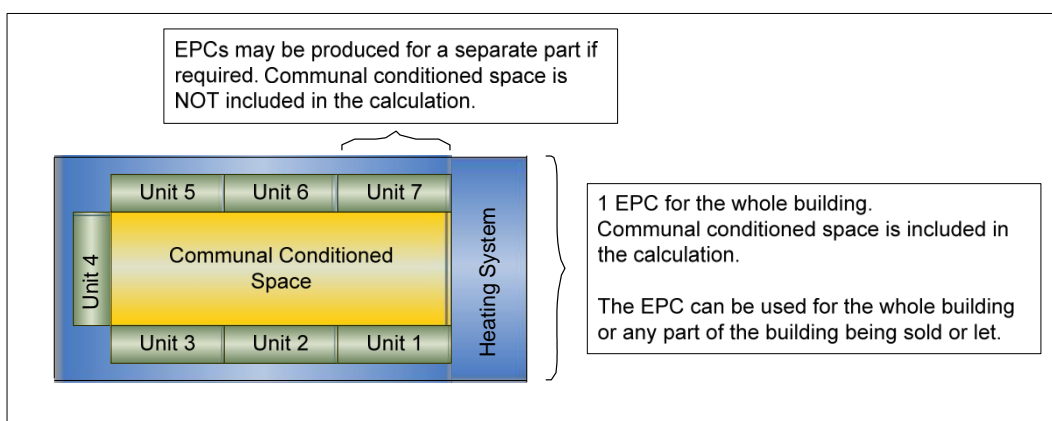 EPCs may be produced for a separate part if
required. Communal conditioned space is
NOT included in the calculation.
Unit 5
Unit 6
Unit 7
Unit 4
Communal Conditioned
Space
Heating System
Unit 3
Unit 2
Unit 1
1 EPC for the whole building.
Communal conditioned space is included in
the calculation.
The EPC can be used for the whole building
or any part of the building being sold or let.